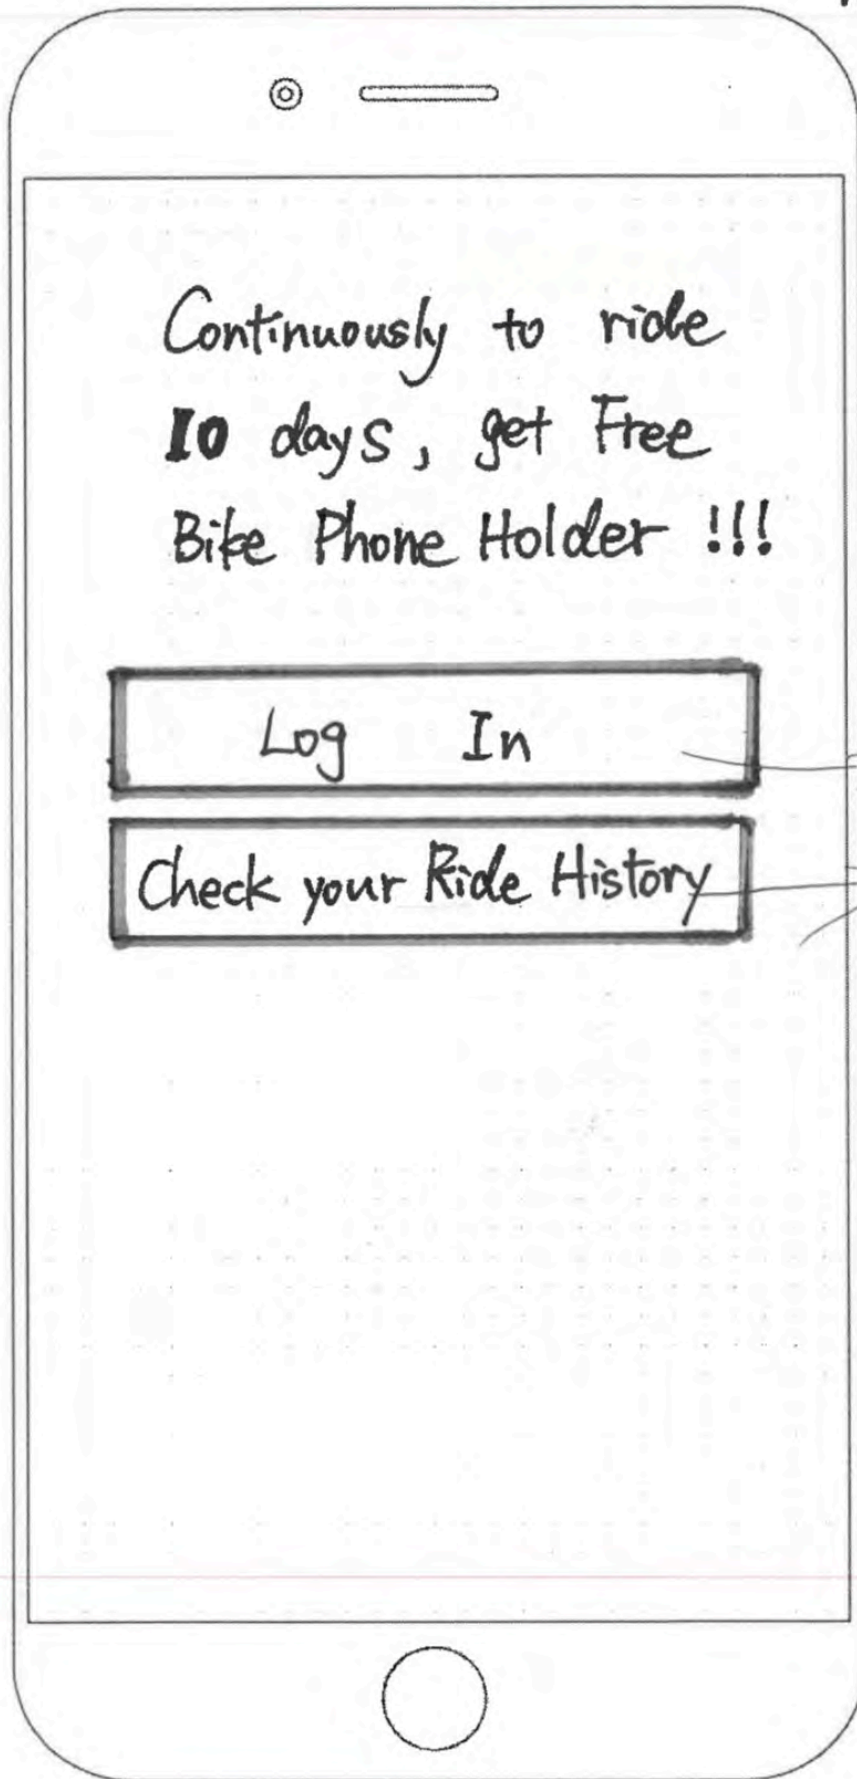 Continuously to ride
10 days, get Free
Bike Phone Holder !!!
Log In
Check your Ride History